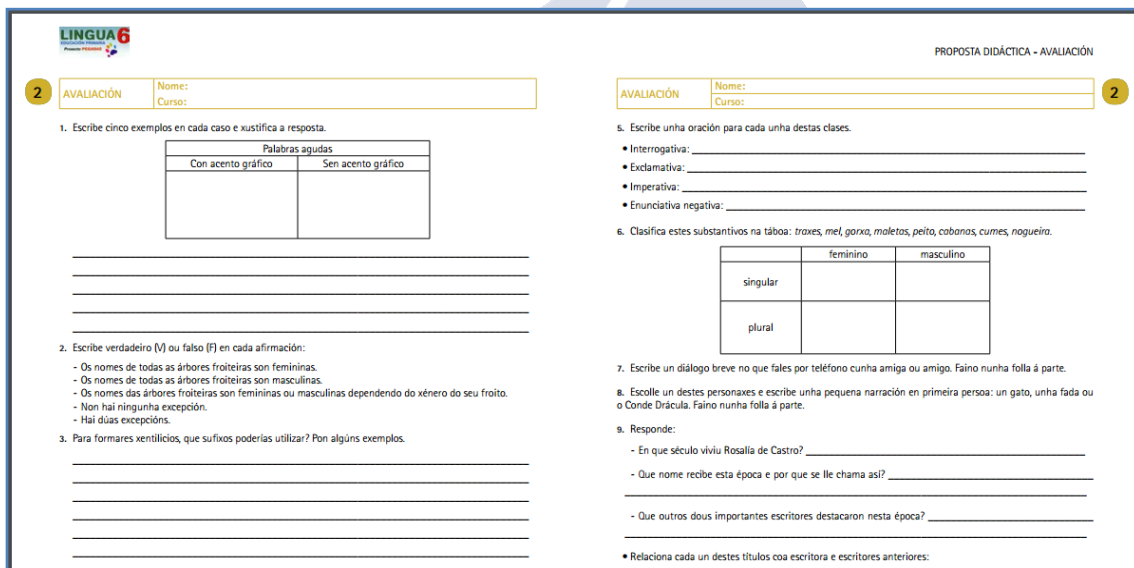 LINGUA6
EDUCACIÓN PRIMARIA
Proxecto PEGADAS
PROPOSTA DIDÁCTICA - AVALIACIÓN
2
AVALIACIÓN
Nome:
Curso:
1. Escribe cinco exemplos en cada caso e xustifica a resposta.
Palabras agudas
Con acento gráfico Sen acento gráfico
2. Escribe verdadeiro (V) ou falso (F) en cada afirmación:
- Os nomes de todas as árbores froiteiras son femininas.
- Os nomes de todas as árbores froiteiras son masculinas.
- Os nomes das árbores froiteiras son femininas ou masculinas dependendo do xénero do seu froito.
- Non hai ningunha excepción.
- Hai dúas excepcións.
3. Para formares xentilicios, que sufixos poderías utilizar? Pon algúns exemplos.
AVALIACIÓN
Nome:
Curso:
2
5. Escribe unha oración para cada unha destas clases.
• Interrogativa:
• Exclamativa:
• Imperativa:
• Enunciativa negativa:
6. Clasifica estes substantivos na táboa: traxes, mel, gorxa, maletas, peito, cabanas, cumes, nogueira.
feminino masculino
singular
plural
7. Escribe un diálogo breve no que fales por teléfono cunha amiga ou amigo. Faino nunha folla á parte.
8. Escolle un destes personaxes e escribe unha pequena narración en primeira persoa: un gato, unha fada ou
o Conde Drácula. Faino nunha folla á parte.
9. Responde:
- En que século viviu Rosalía de Castro?
- Que nome recibe esta época e por que se lle chama así?
- Que outros dous importantes escritores destacaron nesta época?
• Relaciona cada un destes títulos coa escritora e escritores anteriores: